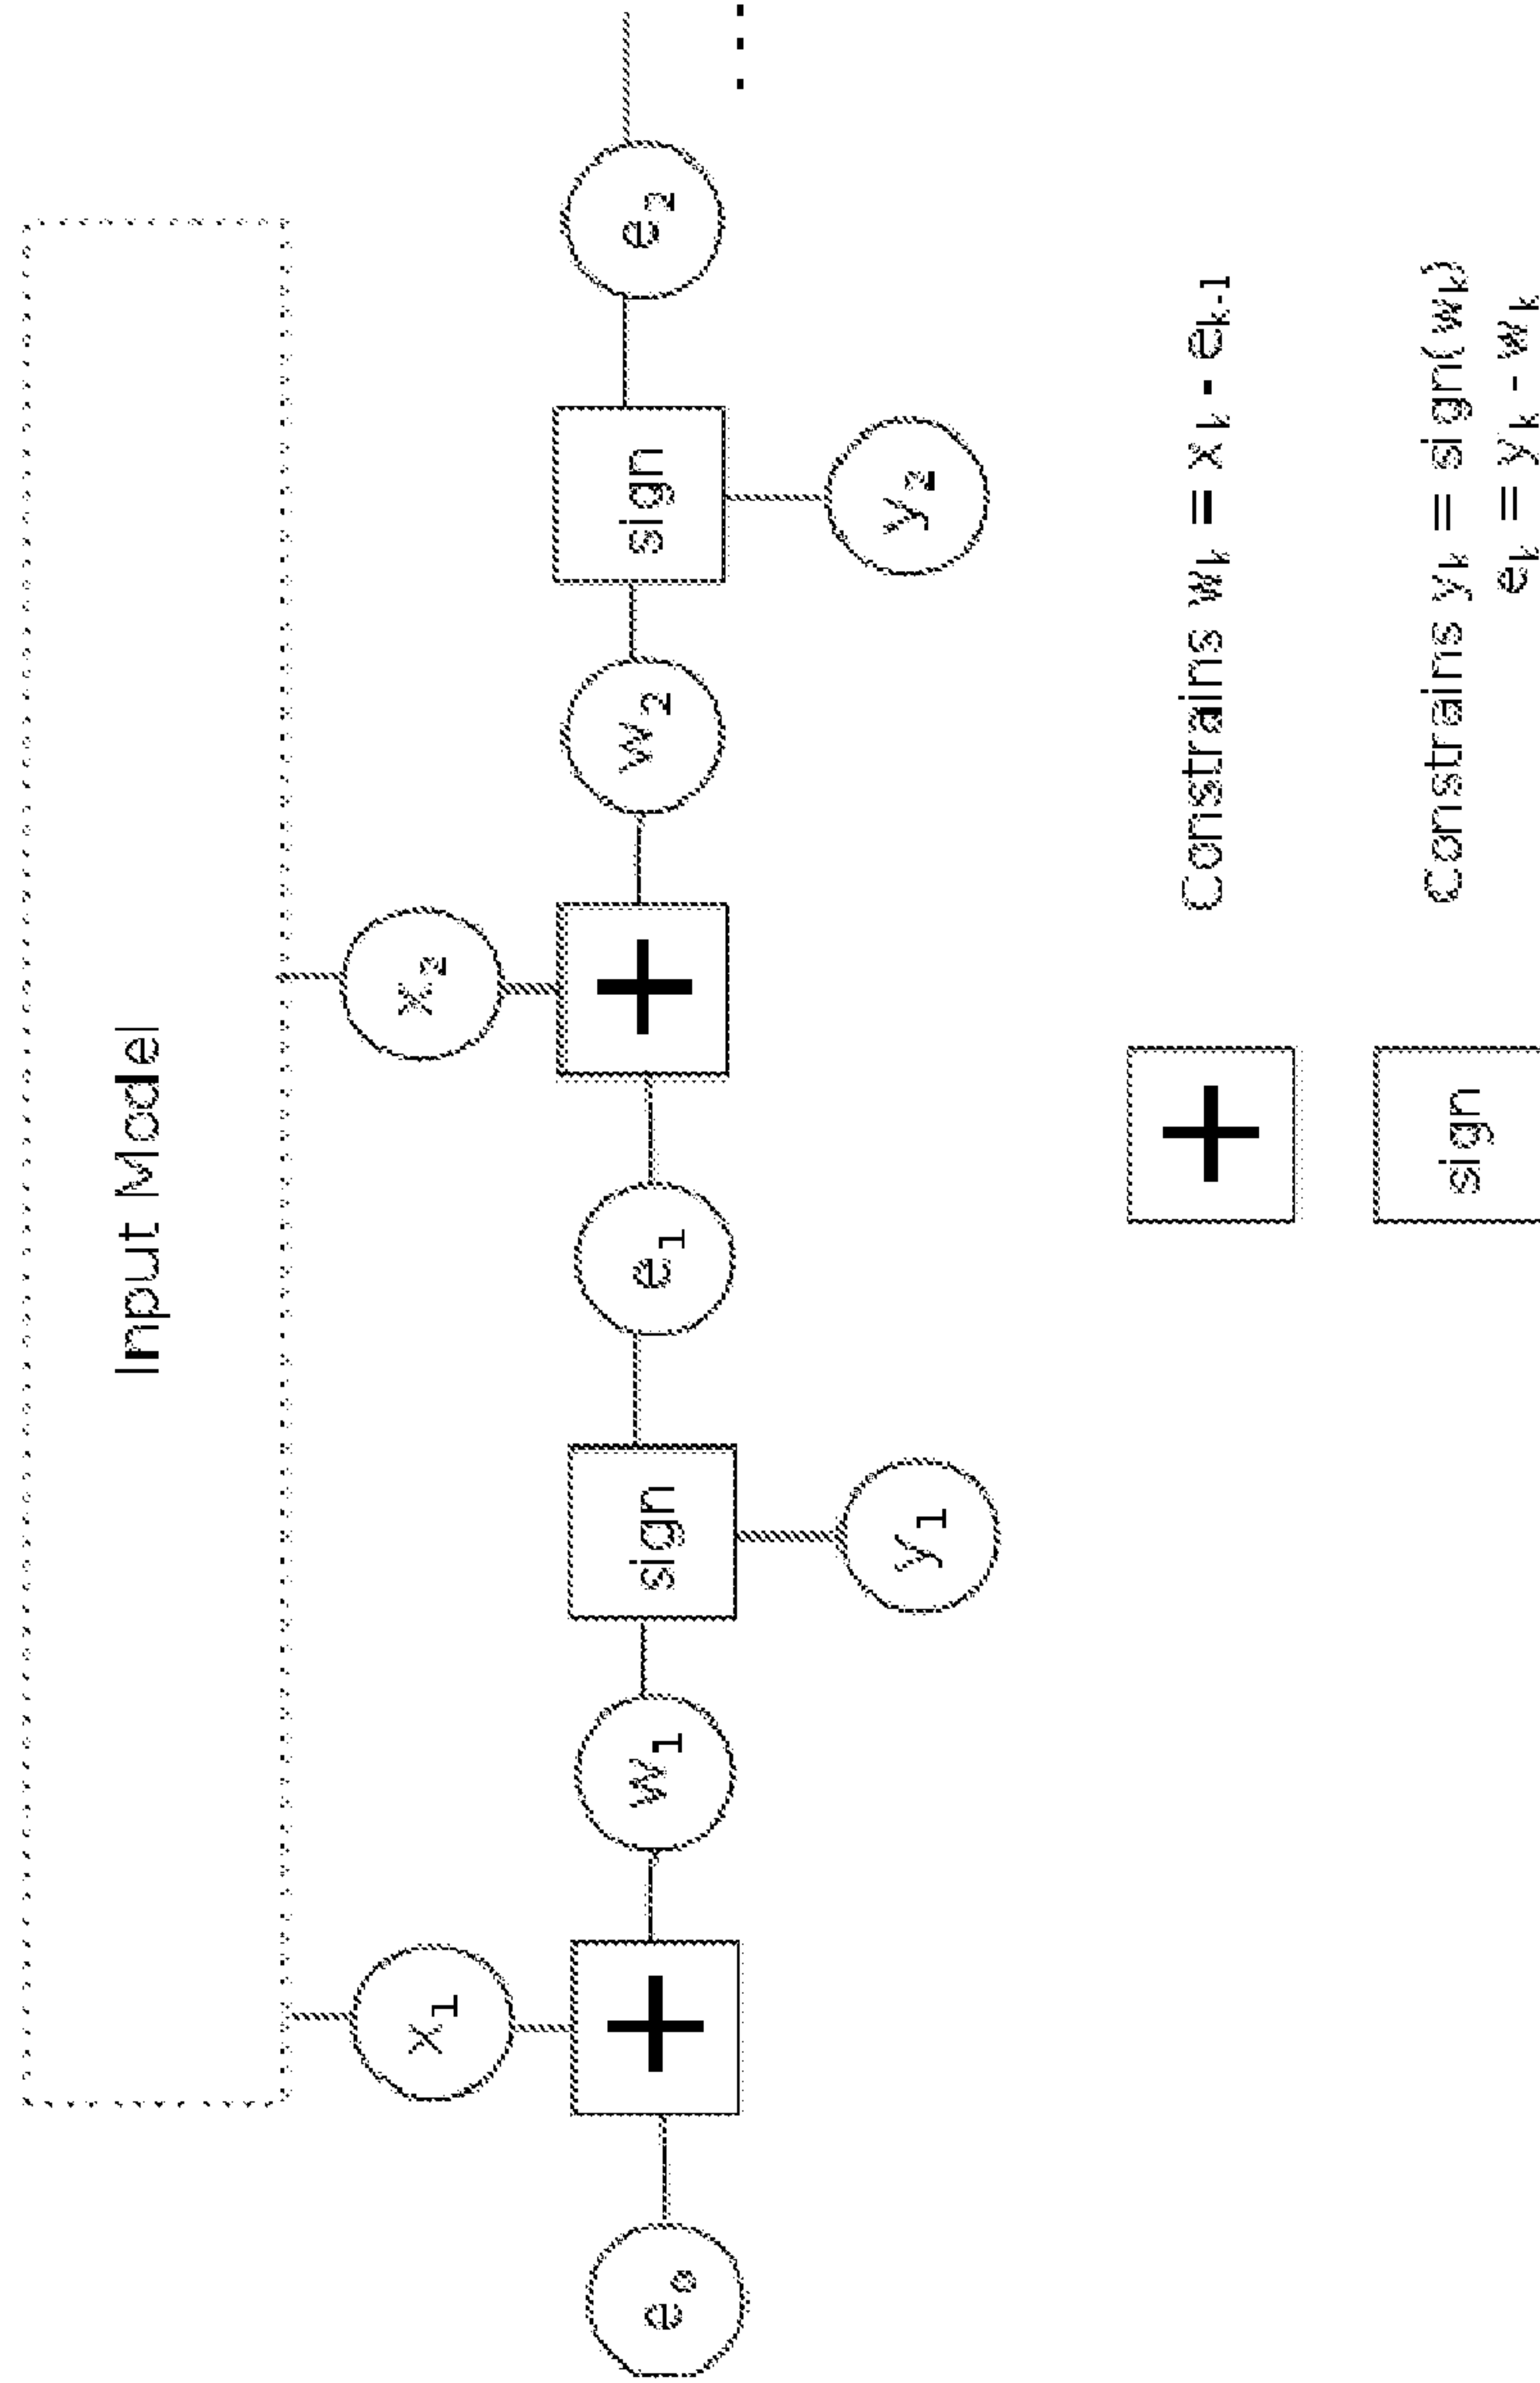 Input Model
x₁
x₂
e₀
+
w₁
sign
e₁
+
w₂
sign
e₂
y₁
y₂
...
+ Constrains wₖ = xₖ - eₖ₋₁
sign Constrains yₖ = sign(wₖ)
eₖ = yₖ - wₖ